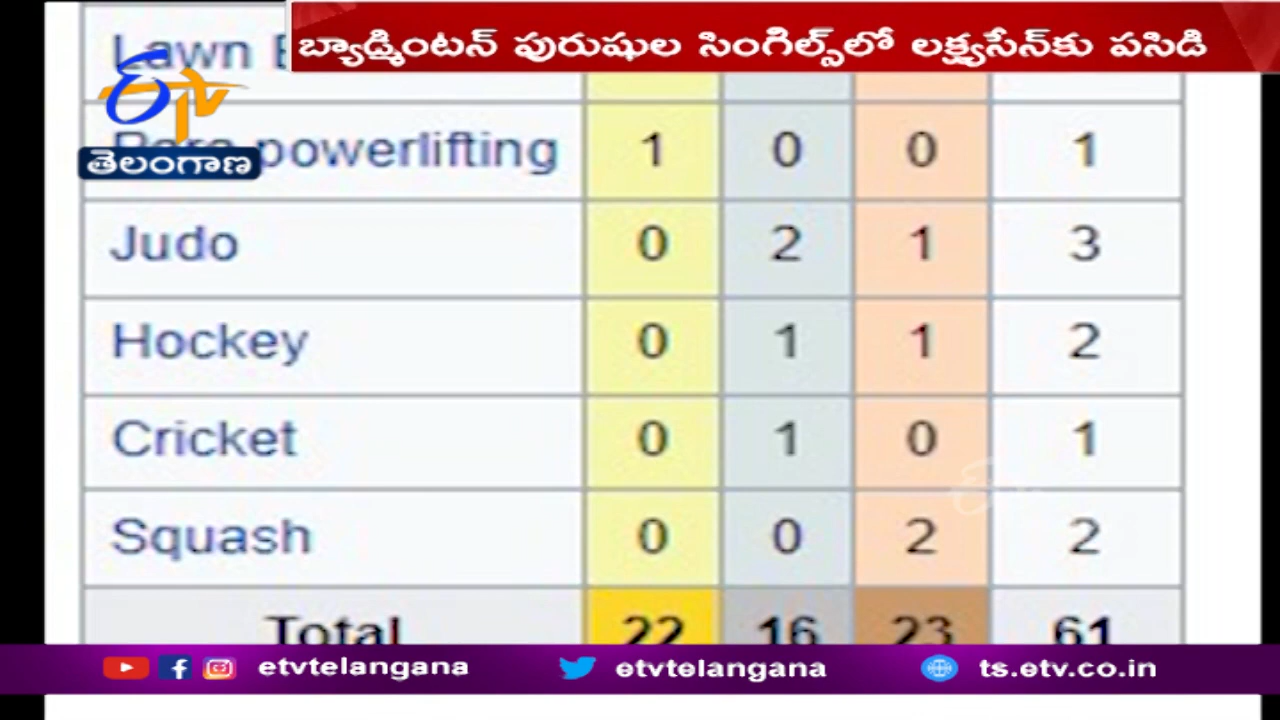 బ్యాడ్మింటన్ పురుషుల సింగిల్స్‌లో లక్ష్యసేన్‌కు పసిడి
Lawn
ETV
తెలంగాణ
powerlifting 1 0 0 1
Judo 0 2 1 3
Hockey 0 1 1 2
Cricket 0 1 0 1
Squash 0 0 2 2
Total 22 16 23 61
etvtelangana etvtelangana ts.etv.co.in